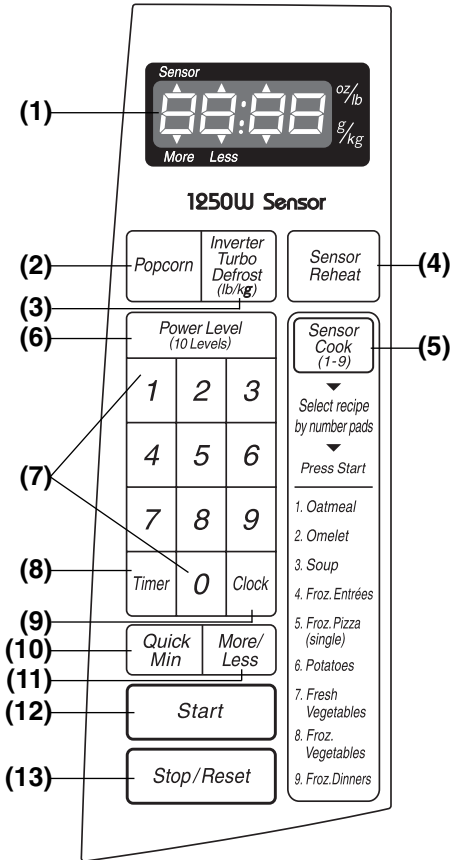 Sensor
(1)
88:88
oz/lb
g/kg
More Less
1250W Sensor
(2)
Popcorn
Inverter
Turbo
Defrost
(lb/kg)
(3)
Sensor
Reheat
(4)
(6)
Power Level
(10 Levels)
Sensor
Cook
(1-9)
(5)
Select recipe
by number pads
Press Start
1 2 3
4 5 6
(7)
7 8 9
(8)
Timer 0 Clock
(9)
1. Oatmeal
2. Omelet
3. Soup
4. Froz. Entrées
5. Froz. Pizza
(single)
6. Potatoes
7. Fresh
Vegetables
8. Froz.
Vegetables
9. Froz. Dinners
(10)
Quick
Min
More/
Less
(11)
(12)
Start
(13)
Stop/Reset